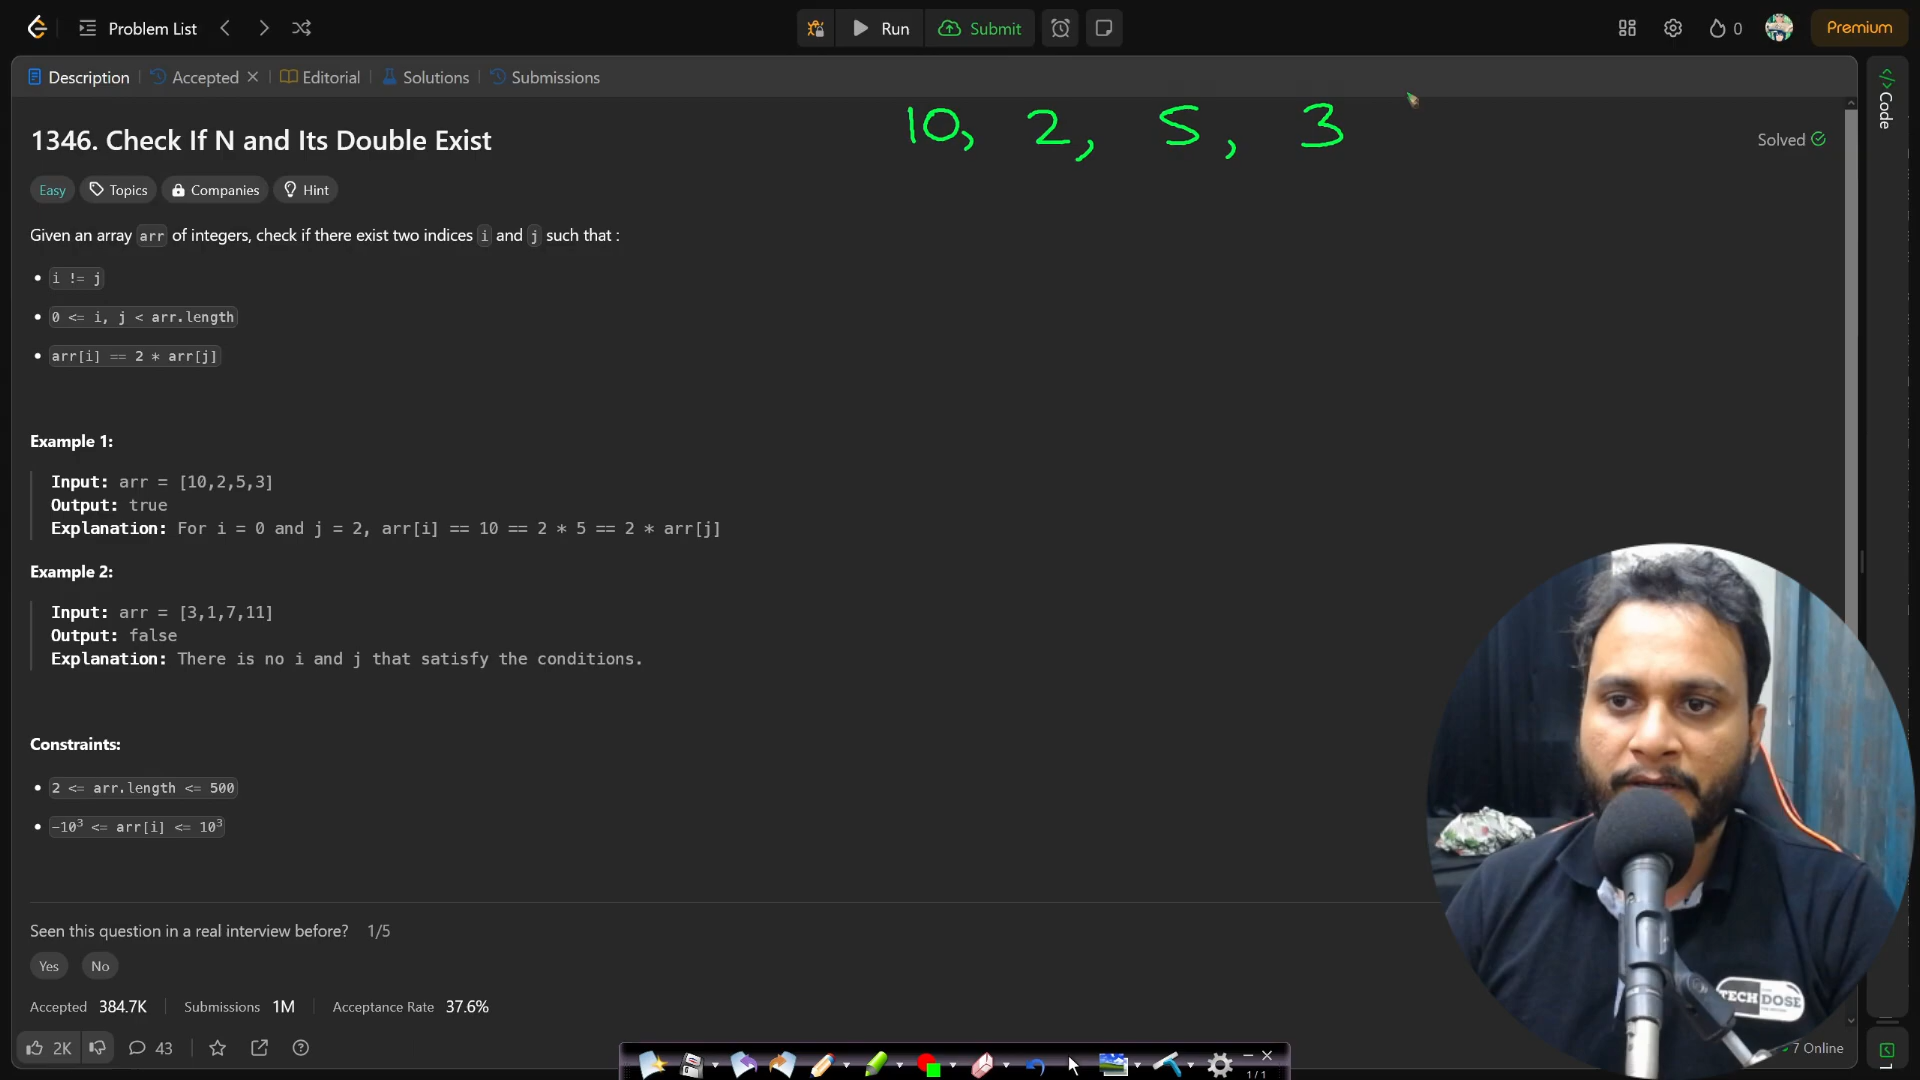 Problem List
Run
Submit
0
Premium
Description
Accepted
Editorial
Solutions
Submissions
Code
10, 2, 5, 3
1346. Check If N and Its Double Exist
Solved
Easy
Topics
Companies
Hint
Given an array arr of integers, check if there exist two indices i and j such that :
• i != j
• 0 <= i, j < arr.length
• arr[i] == 2 * arr[j]
Example 1:
Input: arr = [10,2,5,3]
Output: true
Explanation: For i = 0 and j = 2, arr[i] == 10 == 2 * 5 == 2 * arr[j]
Example 2:
Input: arr = [3,1,7,11]
Output: false
Explanation: There is no i and j that satisfy the conditions.
Constraints:
• 2 <= arr.length <= 500
• -10³ <= arr[i] <= 10³
Seen this question in a real interview before? 1/5
Yes
No
Accepted 384.7K
Submissions 1M
Acceptance Rate 37.6%
2K
43
7 Online
1/1
TECH DOSE